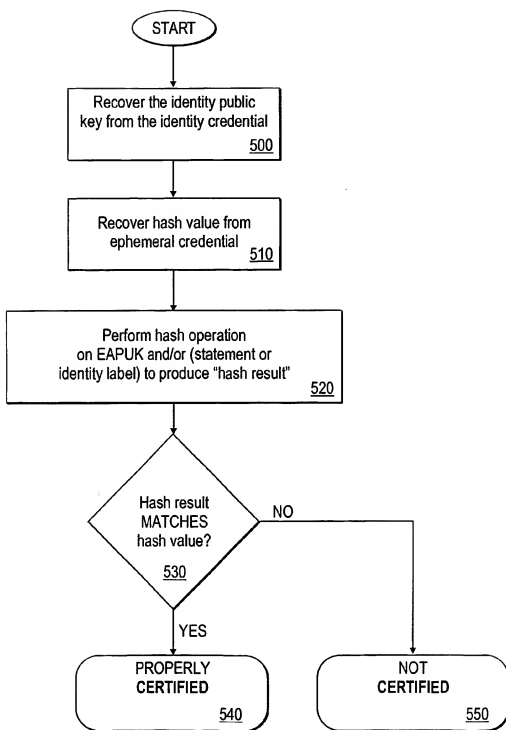 START
Recover the identity public
key from the identity credential
500
Recover hash value from
ephemeral credential
510
Perform hash operation
on EAPUK and/or (statement or
identity label) to produce "hash result"
520
Hash result
MATCHES
hash value?
530
NO
YES
PROPERLY
CERTIFIED
540
NOT
CERTIFIED
550